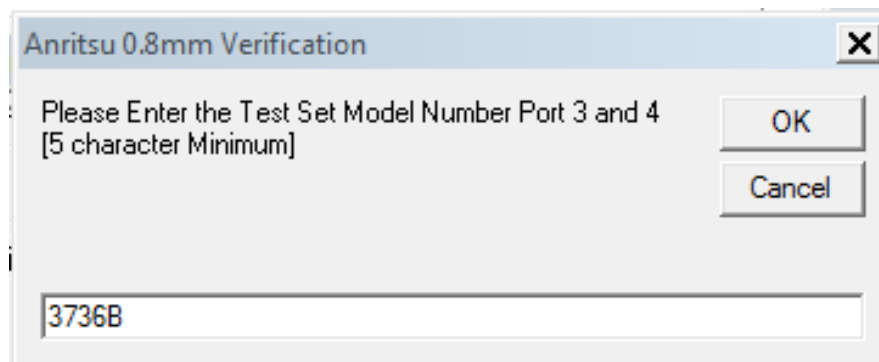 Anritsu 0.8mm Verification
Please Enter the Test Set Model Number Port 3 and 4
[5 character Minimum]
OK
Cancel
3736B